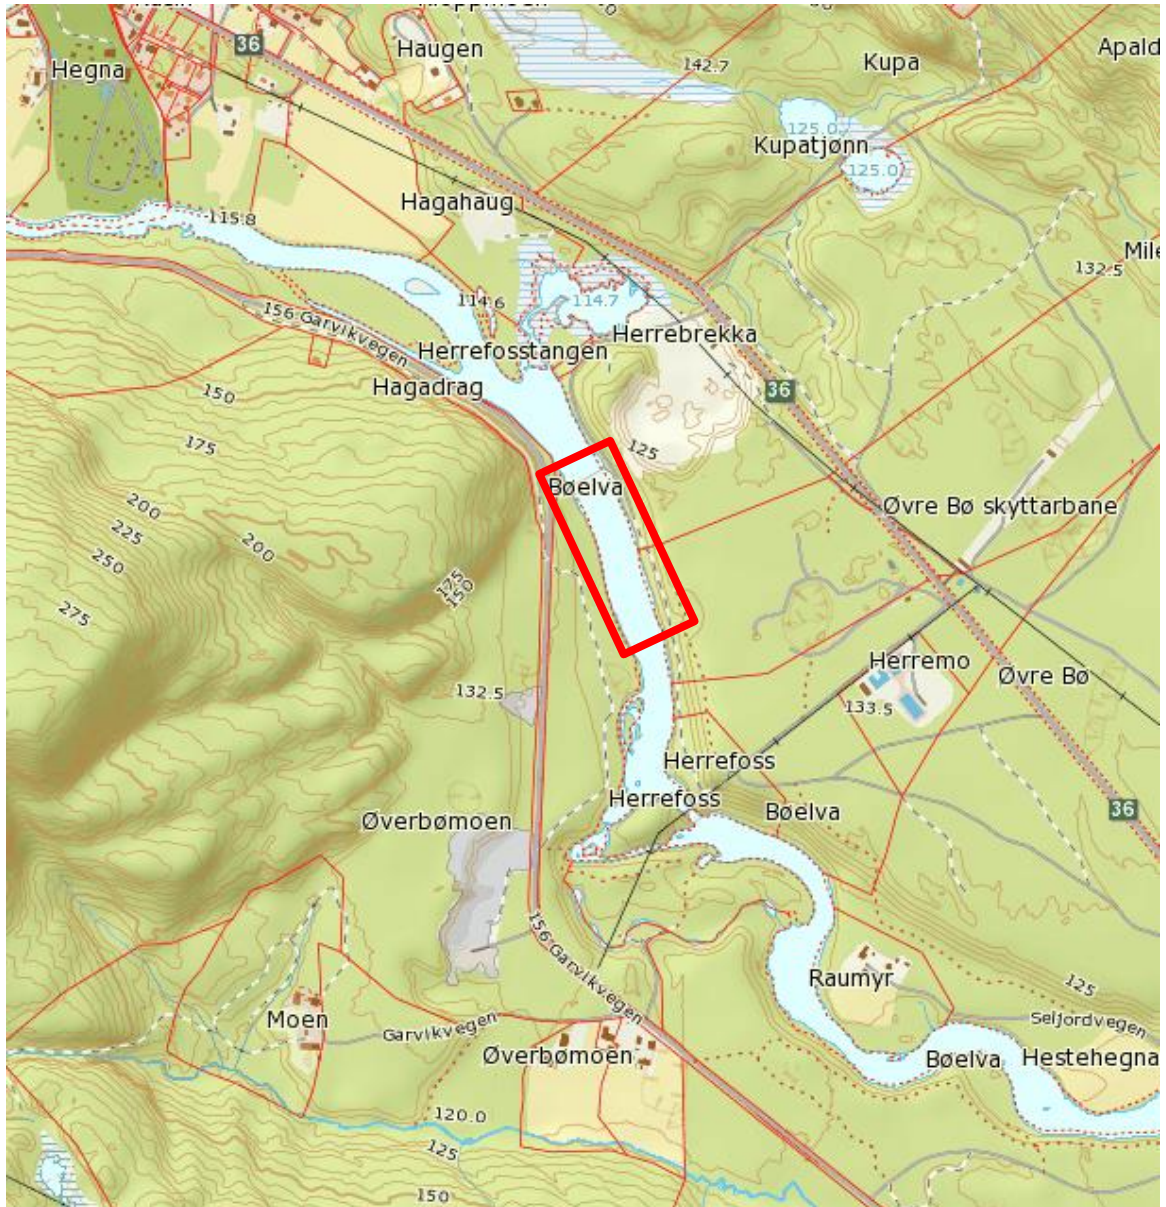 36
Haugen
Hegna
142.7
Kupa
125.0
Kupatjønn
125.0
Hagahaug
115.8
132.5
114.6
114.7
156 Garvikvegen
Herrebrekka
Herrefosstangen
Hagadrag
36
150
125
175
Bøelva
200
Øvre Bø skyttarbane
225
200
250
175
150
275
Herremo
Øvre Bø
132.5
133.5
Herrefoss
Herrefoss
Bøelva
36
Øverbømoen
156 Garvikvegen
Raumyr
125
Moen
Garvikvegen
Seljordvegen
Øverbømoen
Bøelva
Hestehegna
120.0
125
150